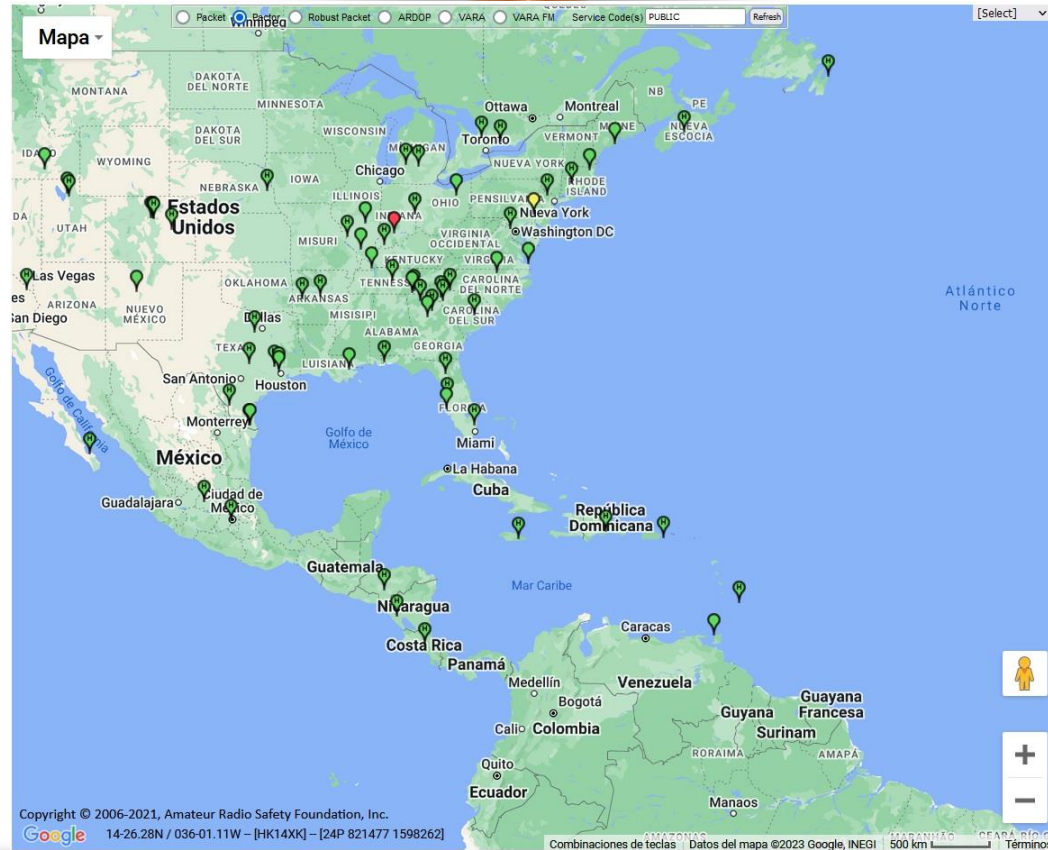 Packet Pactor Robust Packet ARDOP VARA VARA FM Service Code(s) PUBLIC Refresh
[Select]
Mapa
Winnipeg
MONTANA
DAKOTA
DEL NORTE
MINNESOTA
Ottawa
Montreal
NB
PE
NUEVA
ESCOCIA
DAKOTA
DEL SUR
WISCONSIN
Toronto
VERMONT
WYOMING
Chicago
NUEVA YORK
NEBRASKA
IOWA
RHODE
ISLAND
ILLINOIS
OHIO
Estados
Unidos
Nueva York
UTAH
Washington DC
MISURI
VIRGINIA
OCCIDENTAL
KENTUCKY
Las Vegas
OKLAHOMA
CAROLINA
DEL NORTE
ARIZONA
NUEVO
MÉXICO
ARKANSAS
San Diego
MISISIPI
CAROLINA
DEL SUR
Atlántico
Norte
Dallas
ALABAMA
GEORGIA
San Antonio
Houston
Golfo de California
Monterrey
Golfo de
México
FLORIDA
Miami
México
La Habana
Cuba
Guadalajara
Ciudad de
México
República
Dominicana
Guatemala
Mar Caribe
Nicaragua
Costa Rica
Caracas
Panamá
Medellín
Venezuela
Bogotá
Guyana
Guayana
Francesa
Cali
Colombia
Surinam
RORAIMA
AMAPÁ
Quito
Ecuador
Manaos
AMAZONAS
MARANHÃO
Copyright © 2006-2021, Amateur Radio Safety Foundation, Inc.
Google 14-26.28N / 036-01.11W – [HK14XK] – [24P 821477 1598262]
Combinaciones de teclas Datos del mapa ©2023 Google, INEGI 500 km Término